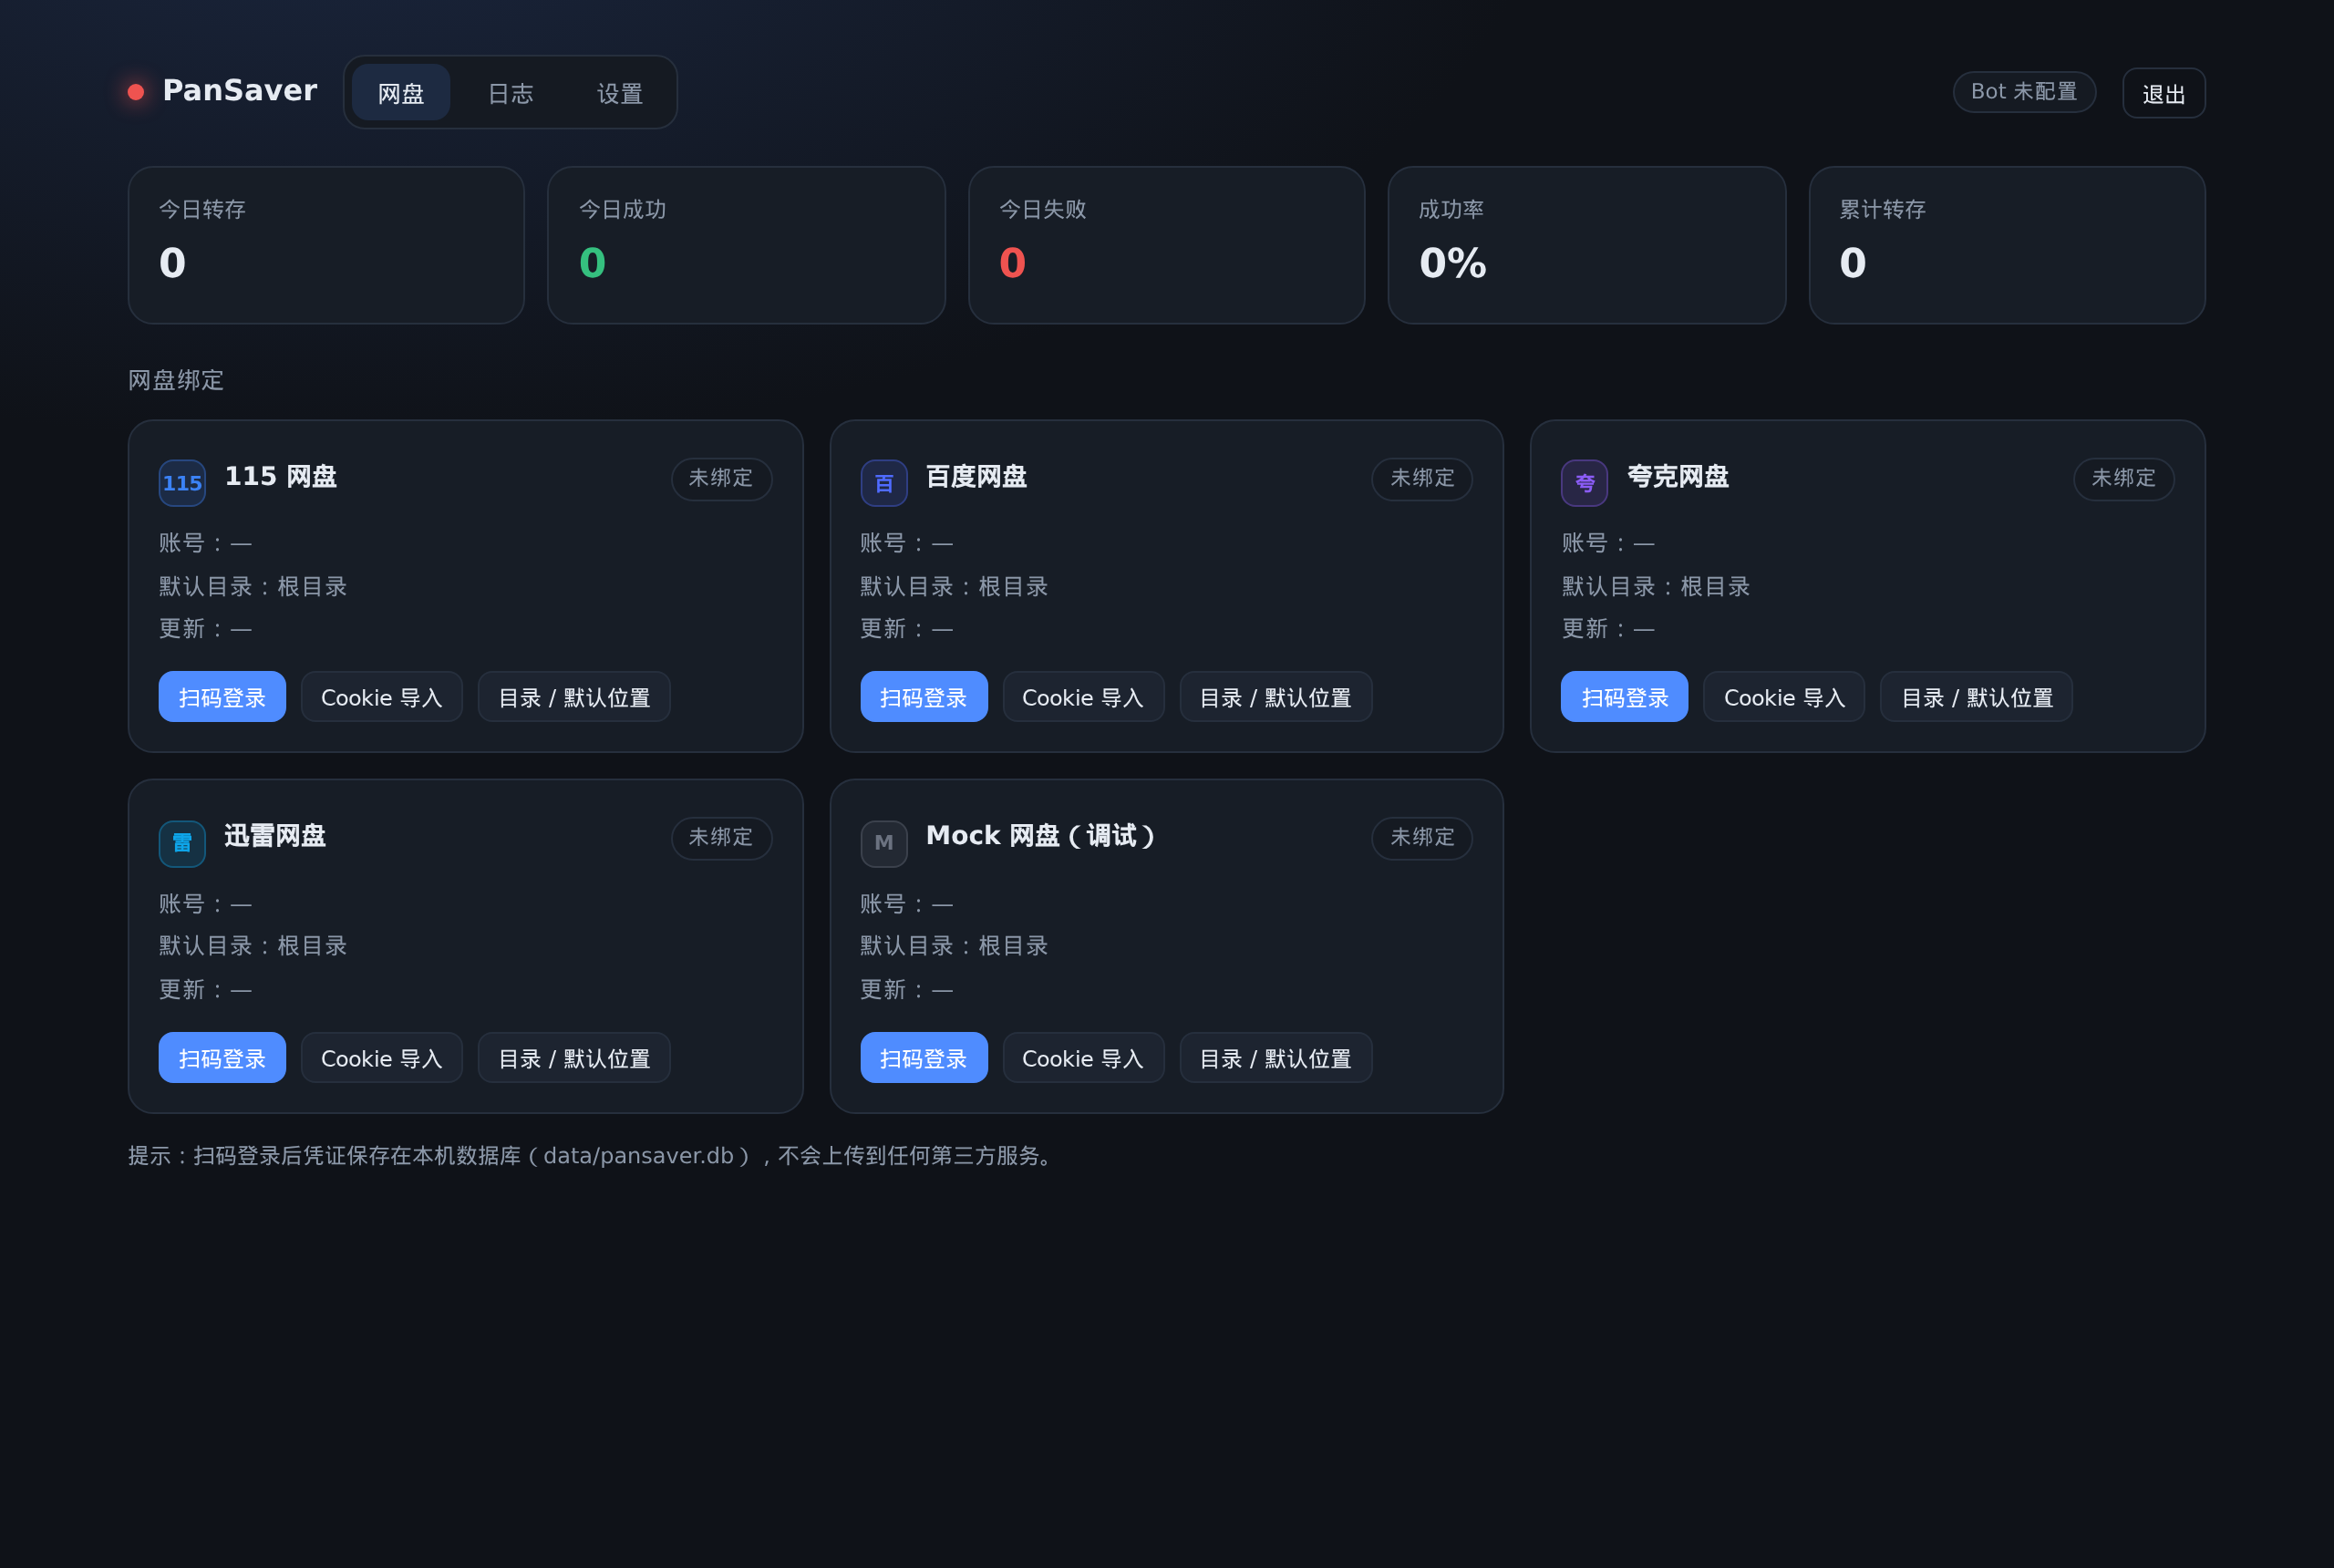 PanSaver 网盘 日志 设置 Bot 未配置 退出
今日转存 今日成功 今日失败 成功率 累计转存
0 0 0 0% 0
网盘绑定
115 115 网盘 未绑定
账号：—
默认目录：根目录
更新：—
扫码登录 Cookie 导入 目录 / 默认位置
百 百度网盘 未绑定
账号：—
默认目录：根目录
更新：—
扫码登录 Cookie 导入 目录 / 默认位置
夸 夸克网盘 未绑定
账号：—
默认目录：根目录
更新：—
扫码登录 Cookie 导入 目录 / 默认位置
雷 迅雷网盘 未绑定
账号：—
默认目录：根目录
更新：—
扫码登录 Cookie 导入 目录 / 默认位置
M Mock 网盘（调试） 未绑定
账号：—
默认目录：根目录
更新：—
扫码登录 Cookie 导入 目录 / 默认位置
提示：扫码登录后凭证保存在本机数据库（data/pansaver.db），不会上传到任何第三方服务。